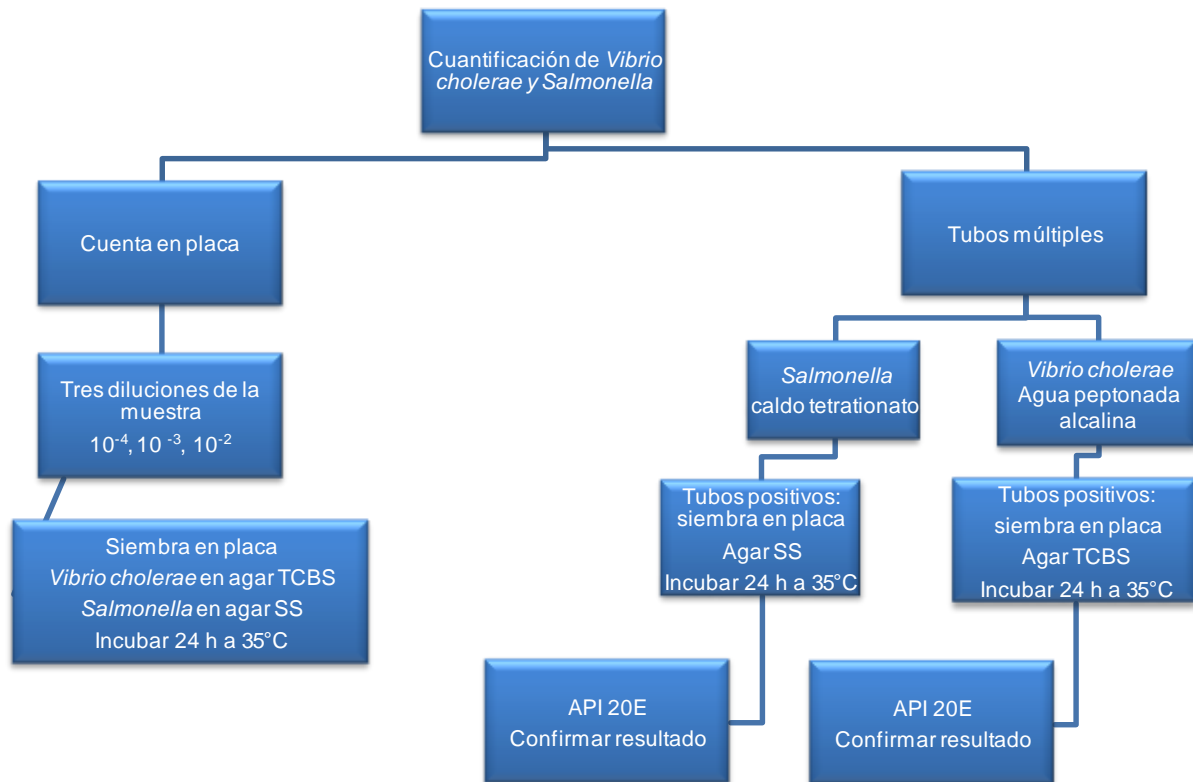 Cuantificación de Vibrio
cholerae y Salmonella
Cuenta en placa
Tubos múltiples
Tres diluciones de la
muestra
10⁻⁴, 10 ⁻³, 10⁻²
Salmonella
caldo tetrationato
Vibrio cholerae
Agua peptonada
alcalina
Siembra en placa
Vibrio cholerae en agar TCBS
Salmonella en agar SS
Incubar 24 h a 35°C
Tubos positivos:
siembra en placa
Agar SS
Incubar 24 h a 35°C
Tubos positivos:
siembra en placa
Agar TCBS
Incubar 24 h a 35°C
API 20E
Confirmar resultado
API 20E
Confirmar resultado